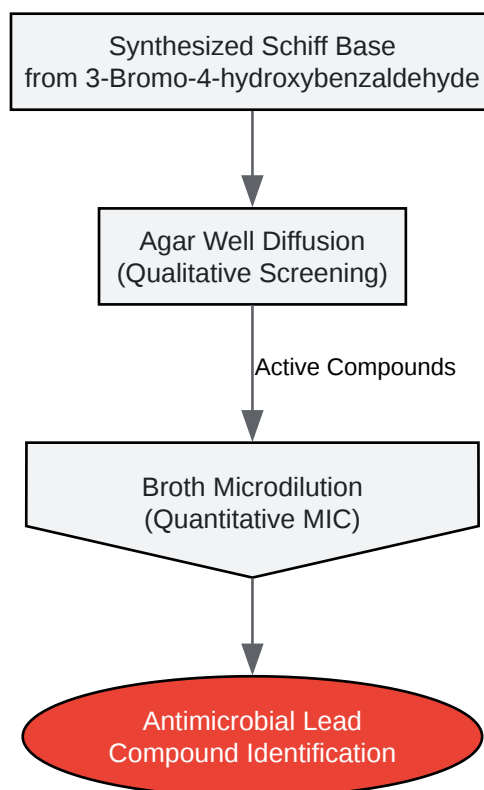 Synthesized Schiff Base
from 3-Bromo-4-hydroxybenzaldehyde
Agar Well Diffusion
(Qualitative Screening)
Active Compounds
Broth Microdilution
(Quantitative MIC)
Antimicrobial Lead
Compound Identification